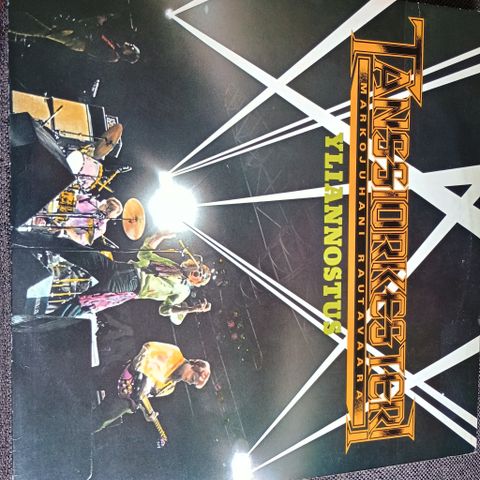 TANSSIORKESTERI
MARKOJUHANI RAUTAVAARA
YLIANNOSTUS